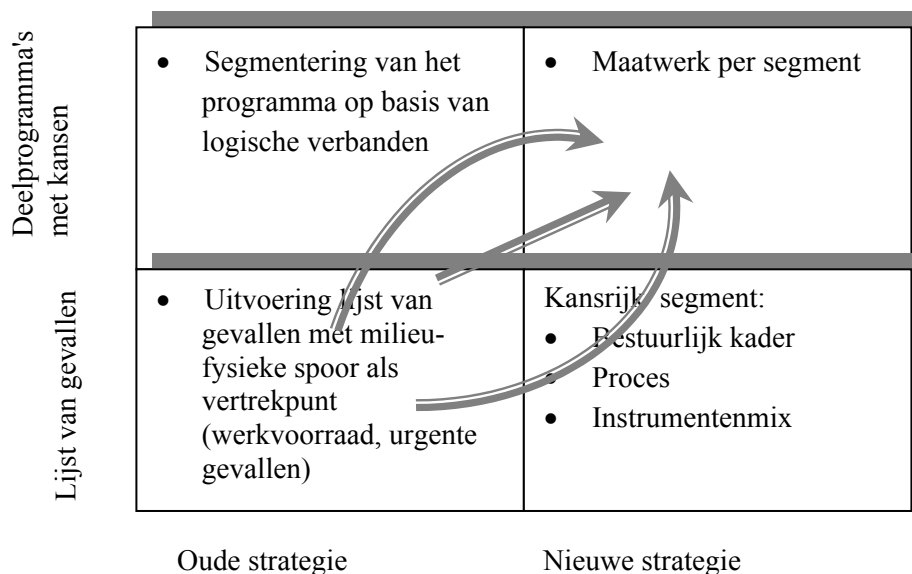 Deelprogramma's
met kansen
• Segmentering van het
programma op basis van
logische verbanden
• Maatwerk per segment
Lijst van gevallen
• Uitvoering lijst van
gevallen met milieu-
fysieke spoor als
vertrekpunt
(werkvoorraad, urgente
gevallen)
Kansrijk segment:
• Bestuurlijk kader
• Proces
• Instrumentenmix
Oude strategie
Nieuwe strategie